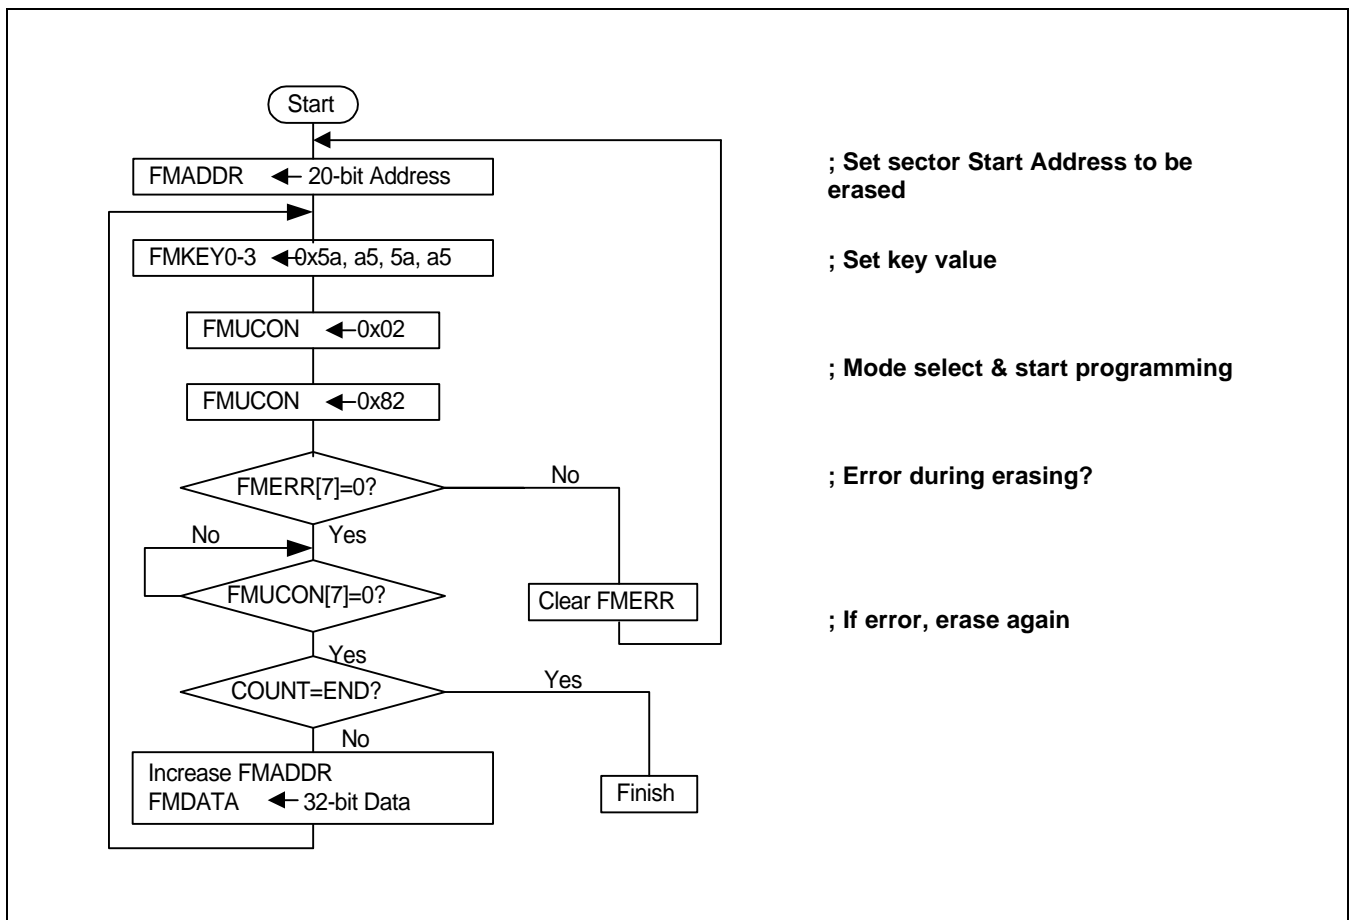 Start
FMADDR ← 20-bit Address
; Set sector Start Address to be
erased
FMKEY0-3 ← 0x5a, a5, 5a, a5
; Set key value
FMUCON ← 0x02
; Mode select & start programming
FMUCON ← 0x82
FMERR[7]=0?
No
; Error during erasing?
No
Yes
FMUCON[7]=0?
Clear FMERR
; If error, erase again
Yes
COUNT=END?
Yes
No
Increase FMADDR
FMDATA ← 32-bit Data
Finish